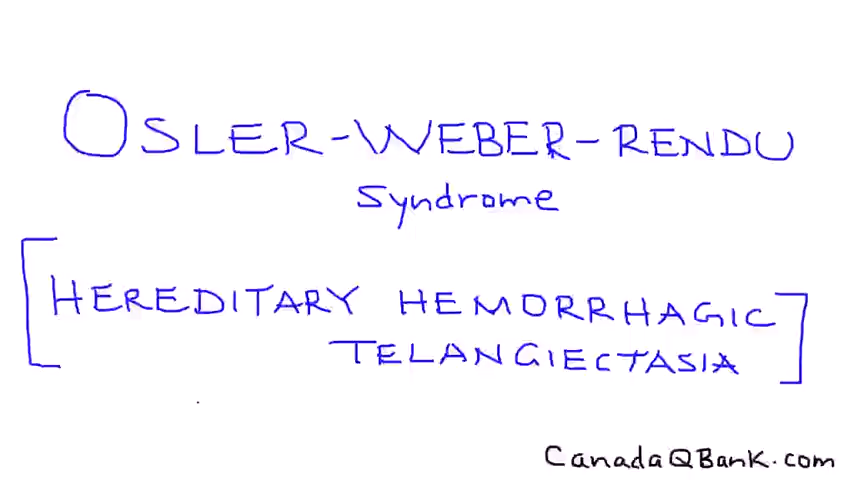 OSLER-WEBER-RENDU
Syndrome
[HEREDITARY HEMORRHAGIC
TELANGIECTASIA]
CanadaQBank.com